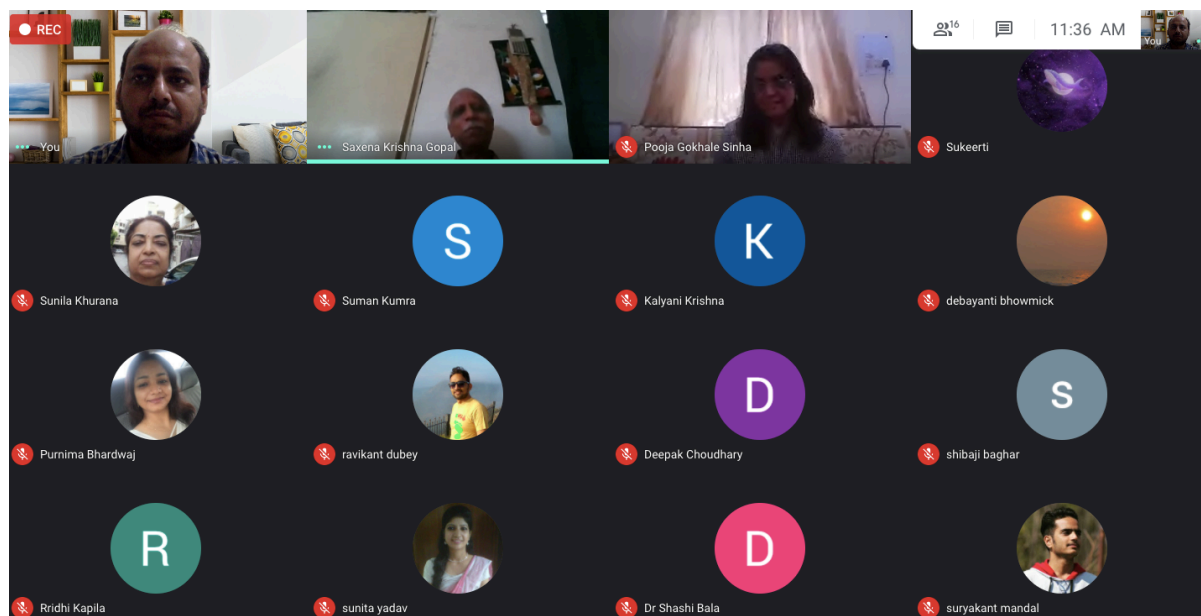 REC
16
11:36 AM
You
You
Saxena Krishna Gopal
Pooja Gokhale Sinha
Sukeerti
S
K
Sunila Khurana
Suman Kumra
Kalyani Krishna
debayanti bhowmick
D
s
Purnima Bhardwaj
ravikant dubey
Deepak Choudhary
shibaji baghar
R
D
Rridhi Kapila
sunita yadav
Dr Shashi Bala
suryakant mandal